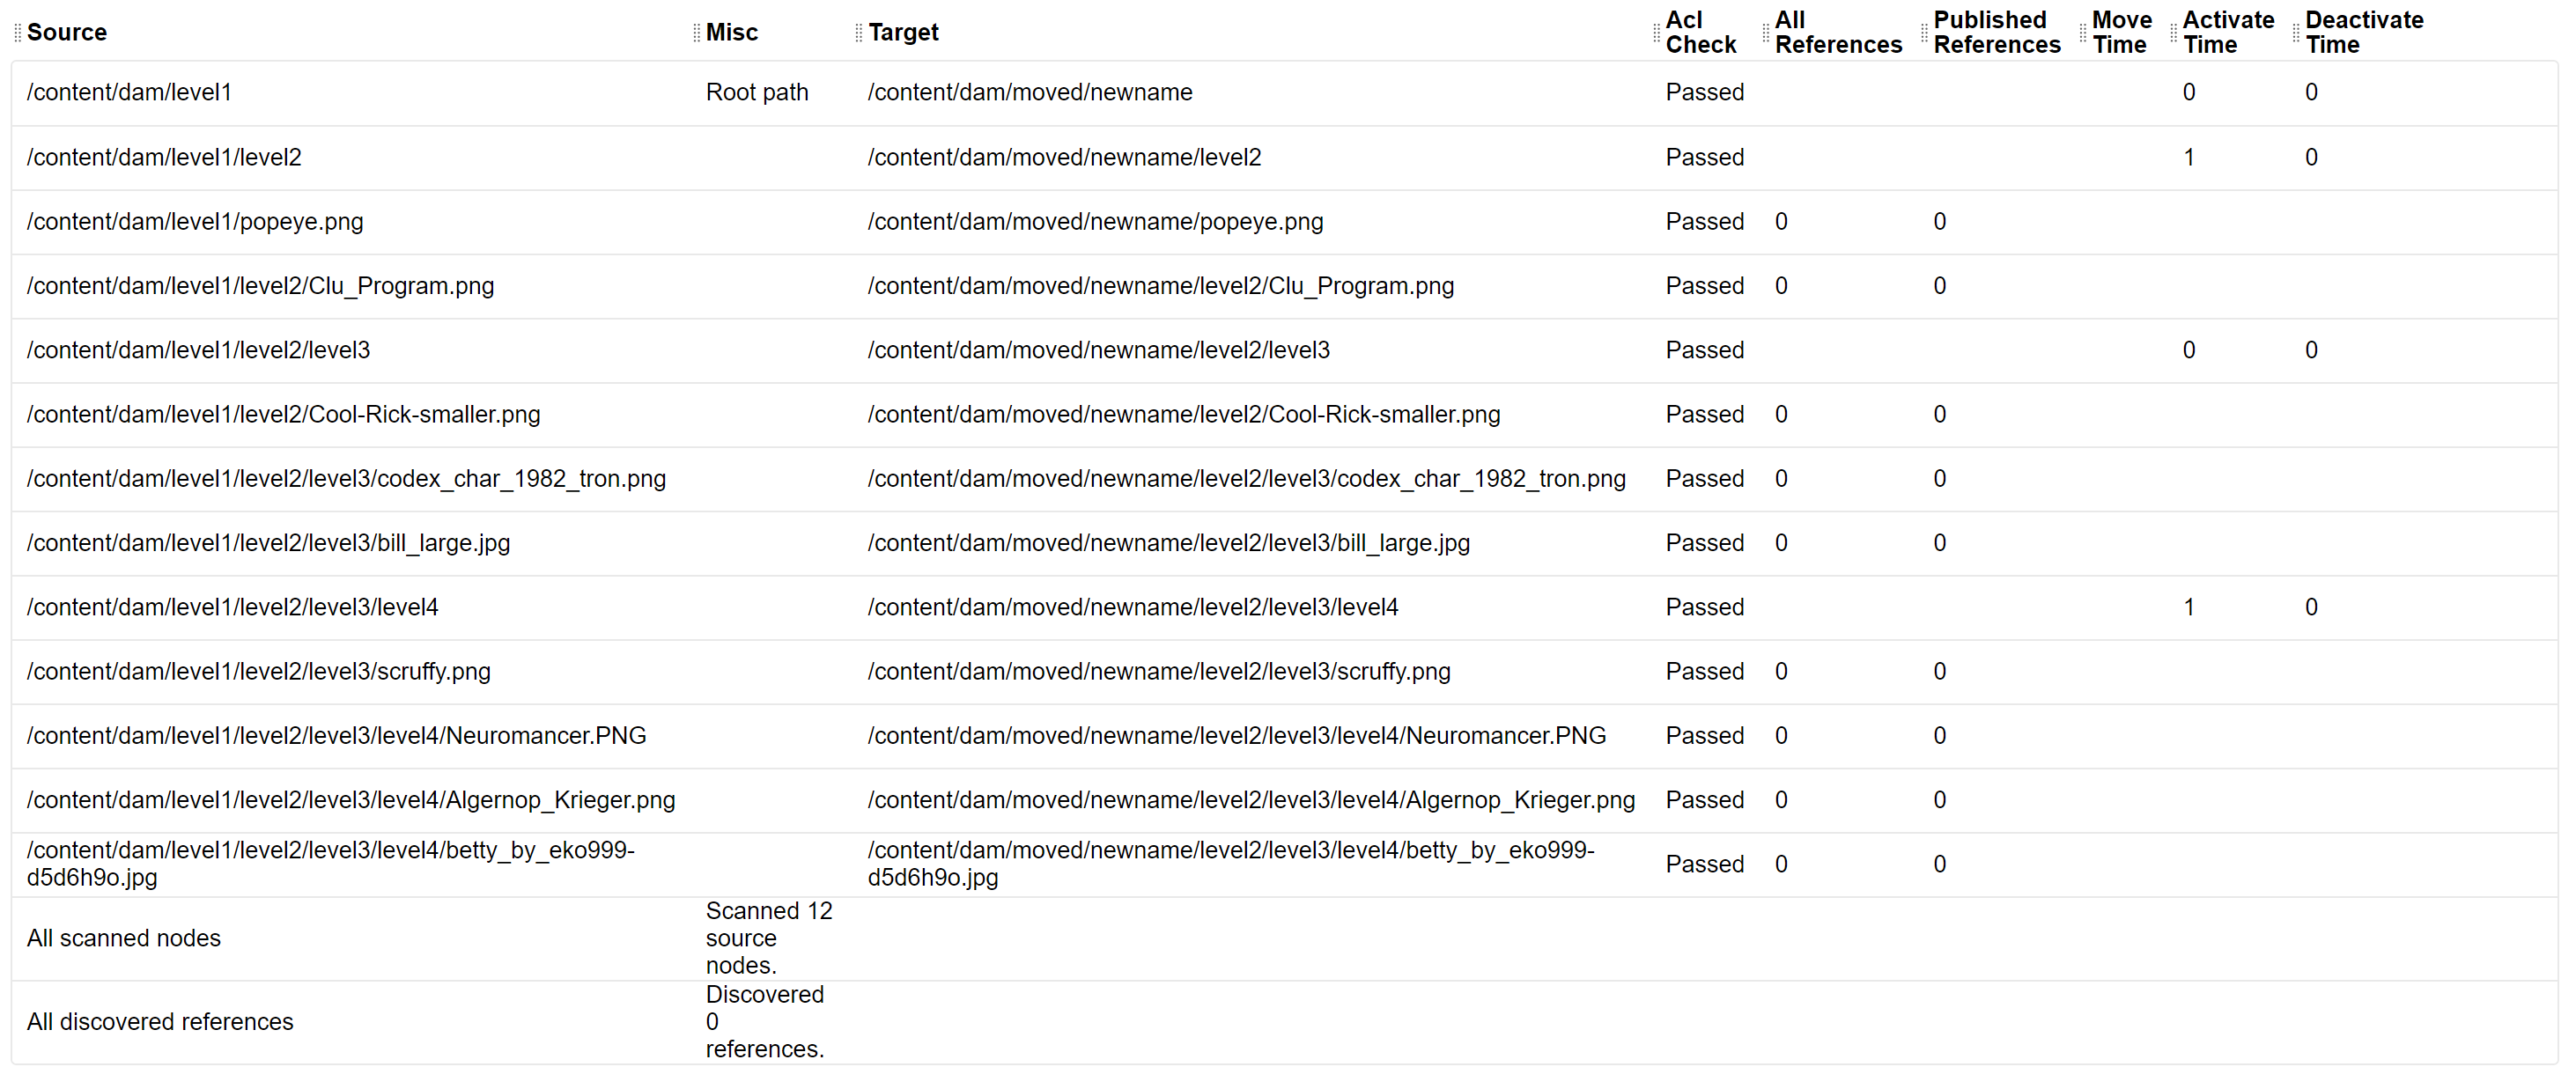 Source Misc Target Acl Check All References Published References Move Time Activate Time Deactivate Time
/content/dam/level1 Root path /content/dam/moved/newname Passed 0 0
/content/dam/level1/level2 /content/dam/moved/newname/level2 Passed 1 0
/content/dam/level1/popeye.png /content/dam/moved/newname/popeye.png Passed 0 0
/content/dam/level1/level2/Clu_Program.png /content/dam/moved/newname/level2/Clu_Program.png Passed 0 0
/content/dam/level1/level2/level3 /content/dam/moved/newname/level2/level3 Passed 0 0
/content/dam/level1/level2/Cool-Rick-smaller.png /content/dam/moved/newname/level2/Cool-Rick-smaller.png Passed 0 0
/content/dam/level1/level2/level3/codex_char_1982_tron.png /content/dam/moved/newname/level2/level3/codex_char_1982_tron.png Passed 0 0
/content/dam/level1/level2/level3/bill_large.jpg /content/dam/moved/newname/level2/level3/bill_large.jpg Passed 0 0
/content/dam/level1/level2/level3/level4 /content/dam/moved/newname/level2/level3/level4 Passed 1 0
/content/dam/level1/level2/level3/scruffy.png /content/dam/moved/newname/level2/level3/scruffy.png Passed 0 0
/content/dam/level1/level2/level3/level4/Neuromancer.PNG /content/dam/moved/newname/level2/level3/level4/Neuromancer.PNG Passed 0 0
/content/dam/level1/level2/level3/level4/Algernop_Krieger.png /content/dam/moved/newname/level2/level3/level4/Algernop_Krieger.png Passed 0 0
/content/dam/level1/level2/level3/level4/betty_by_eko999-
d5d6h9o.jpg /content/dam/moved/newname/level2/level3/level4/betty_by_eko999-
d5d6h9o.jpg Passed 0 0
All scanned nodes Scanned 12
source
nodes.
All discovered references Discovered
0
references.